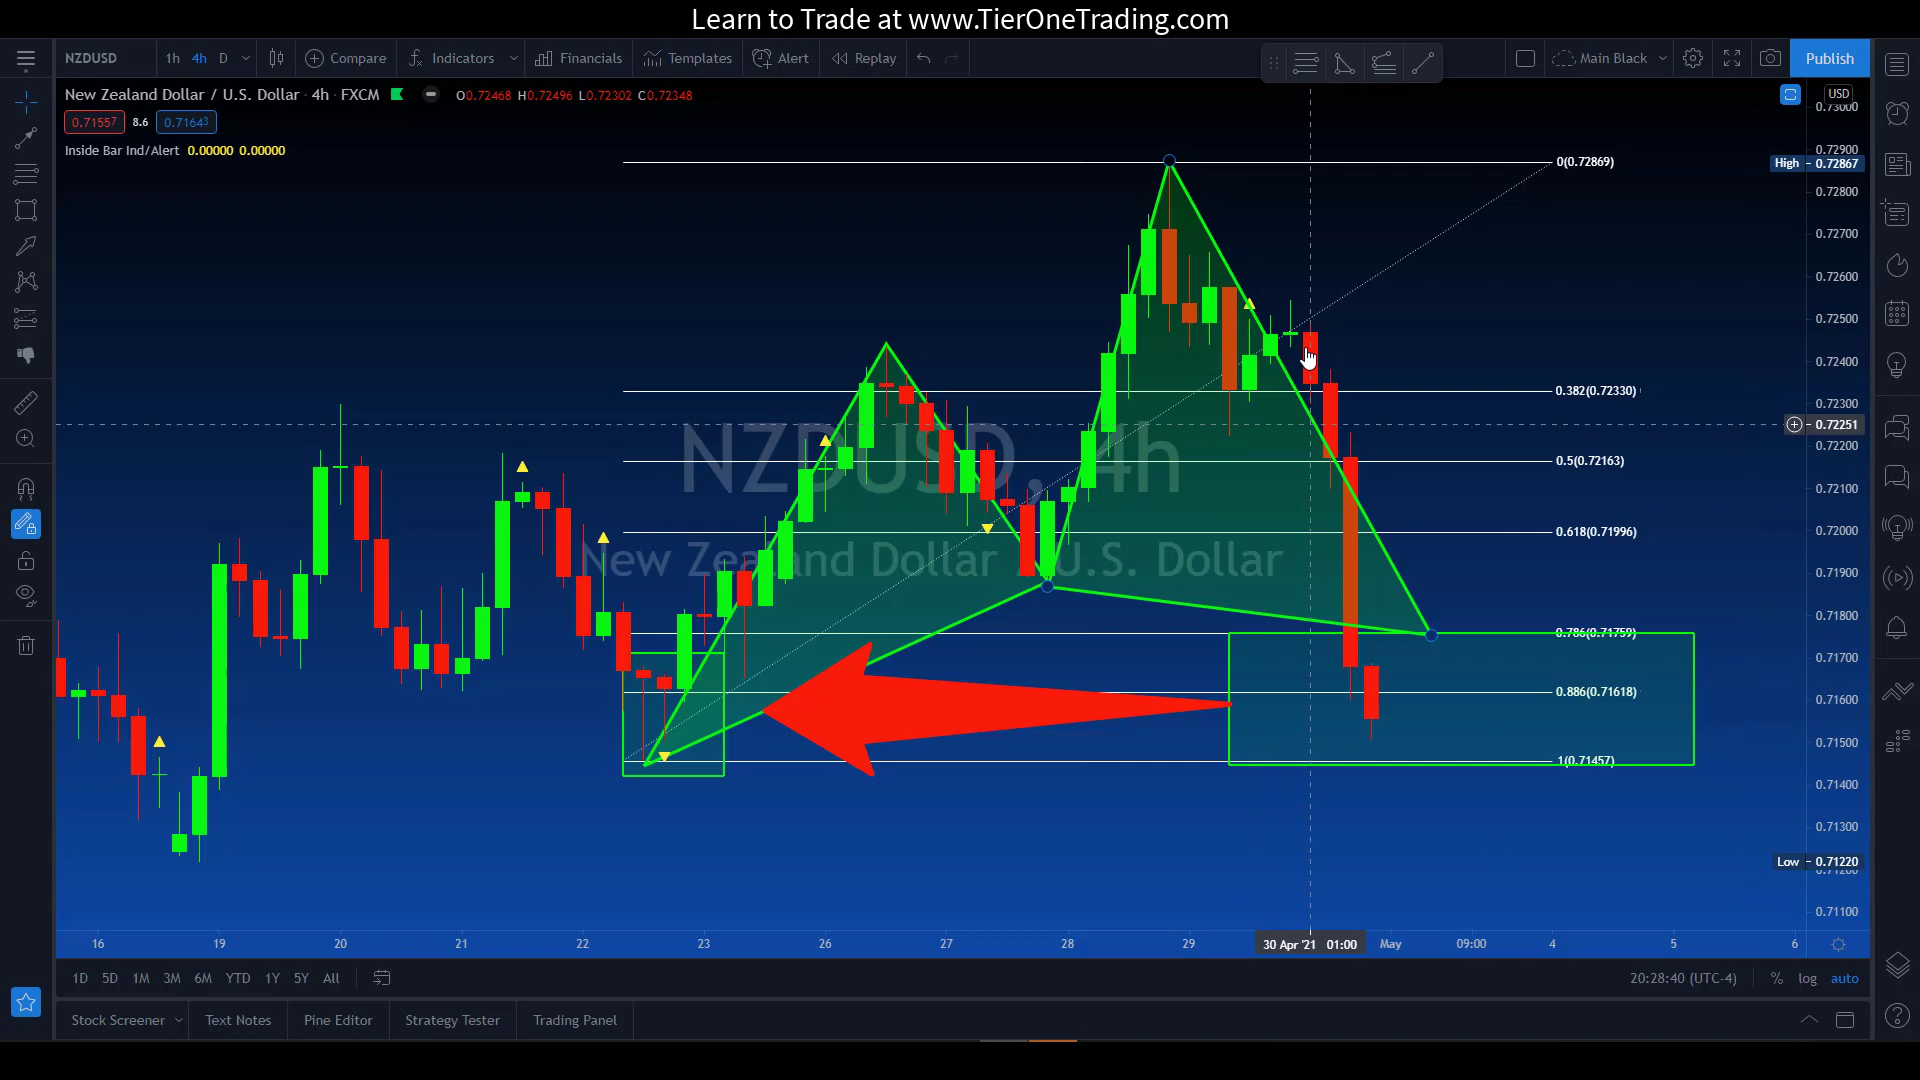 Learn to Trade at www.TierOneTrading.com
NZDUSD 1h 4h D Compare Indicators Financials Templates Alert Replay Main Black Publish
New Zealand Dollar / U.S. Dollar · 4h · FXCM O0.72468 H0.72496 L0.72302 C0.72348 USD
0.71557 8.6 0.71643
Inside Bar Ind/Alert 0.00000 0.00000
0.73000
0.72900
0(0.72869)
High 0.72867
0.72800
0.72700
0.72600
0.72500
0.72400
0.382(0.72330)
0.72300
0.72251
0.72200
NZDUSD, 4h
0.5(0.72163)
0.72100
0.618(0.71996)
0.72000
New Zealand Dollar / U.S. Dollar
0.71900
0.71800
0.786(0.71759)
0.71700
0.886(0.71618)
0.71600
0.71500
1(0.71457)
0.71400
0.71300
Low 0.71220
0.71200
0.71100
16 19 20 21 22 23 26 27 28 29 30 Apr '21 01:00 May 09:00 4 5 6
1D 5D 1M 3M 6M YTD 1Y 5Y All 20:28:40 (UTC-4) % log auto
Stock Screener Text Notes Pine Editor Strategy Tester Trading Panel